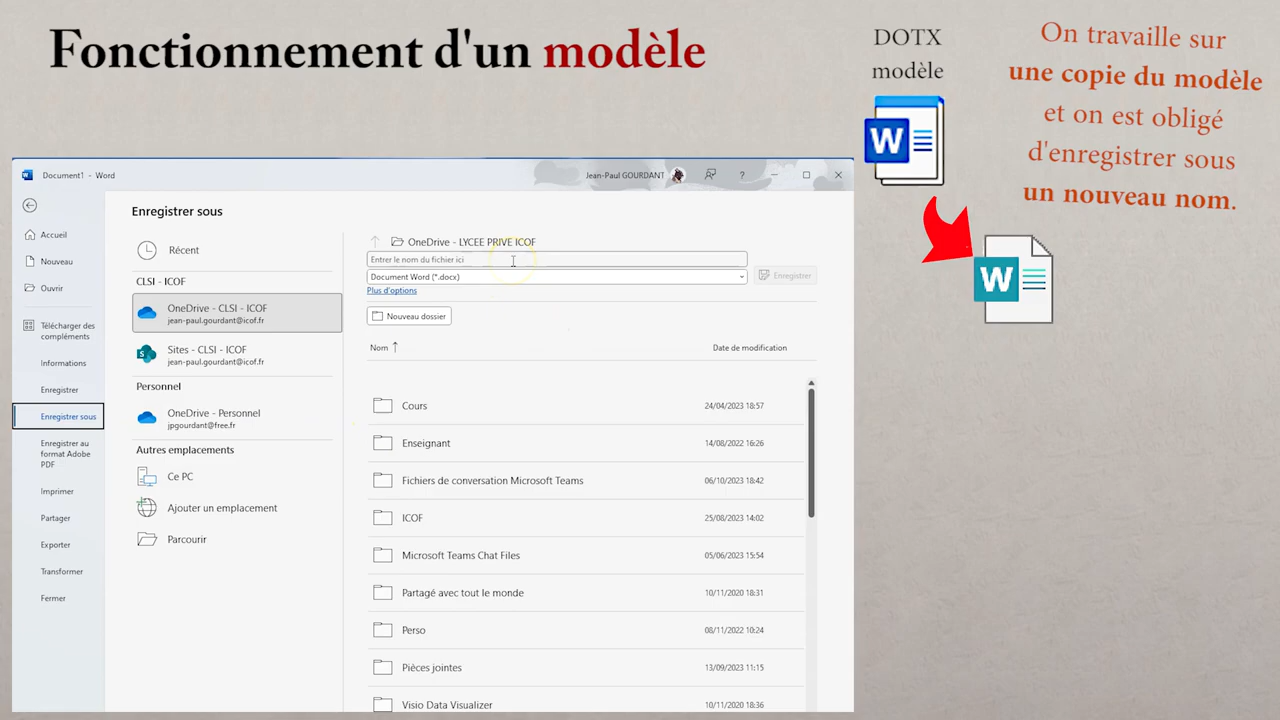 Fonctionnement d'un modèle
DOTX
modèle
On travaille sur
une copie du modèle
et on est obligé
d'enregistrer sous
un nouveau nom.
W
W
Document1 - Word
Jean-Paul GOURDANT
?
Accueil
Nouveau
Ouvrir
Télécharger des
compléments
Informations
Enregistrer
Enregistrer sous
Enregistrer au
format Adobe
PDF
Imprimer
Partager
Exporter
Transformer
Fermer
Enregistrer sous
Récent
CLSI - ICOF
OneDrive - CLSI - ICOF
jean-paul.gourdant@icof.fr
Sites - CLSI - ICOF
jean-paul.gourdant@icof.fr
Personnel
OneDrive - Personnel
jpgourdant@free.fr
Autres emplacements
Ce PC
Ajouter un emplacement
Parcourir
OneDrive - LYCEE PRIVE ICOF
Entrer le nom du fichier ici
Document Word (*.docx)
Enregistrer
Plus d'options
Nouveau dossier
Nom Date de modification
Cours 24/04/2023 18:57
Enseignant 14/08/2022 16:26
Fichiers de conversation Microsoft Teams 06/10/2023 18:42
ICOF 25/08/2023 14:02
Microsoft Teams Chat Files 05/06/2023 15:54
Partagé avec tout le monde 10/11/2020 18:31
Perso 08/11/2022 10:24
Pièces jointes 13/09/2023 11:15
Visio Data Visualizer 10/11/2020 18:36